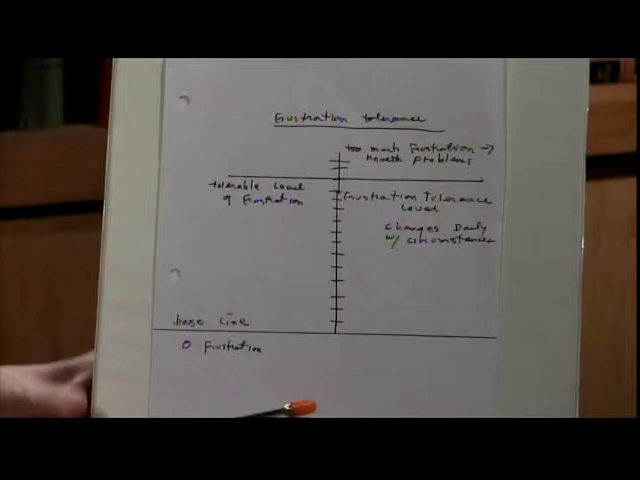 Frustration tolerance
too much Frustration →
health Problems
tolerable Level
of Frustration
Frustration Tolerance
Level
changes Daily
w/ circumstances
base line
0 Frustration